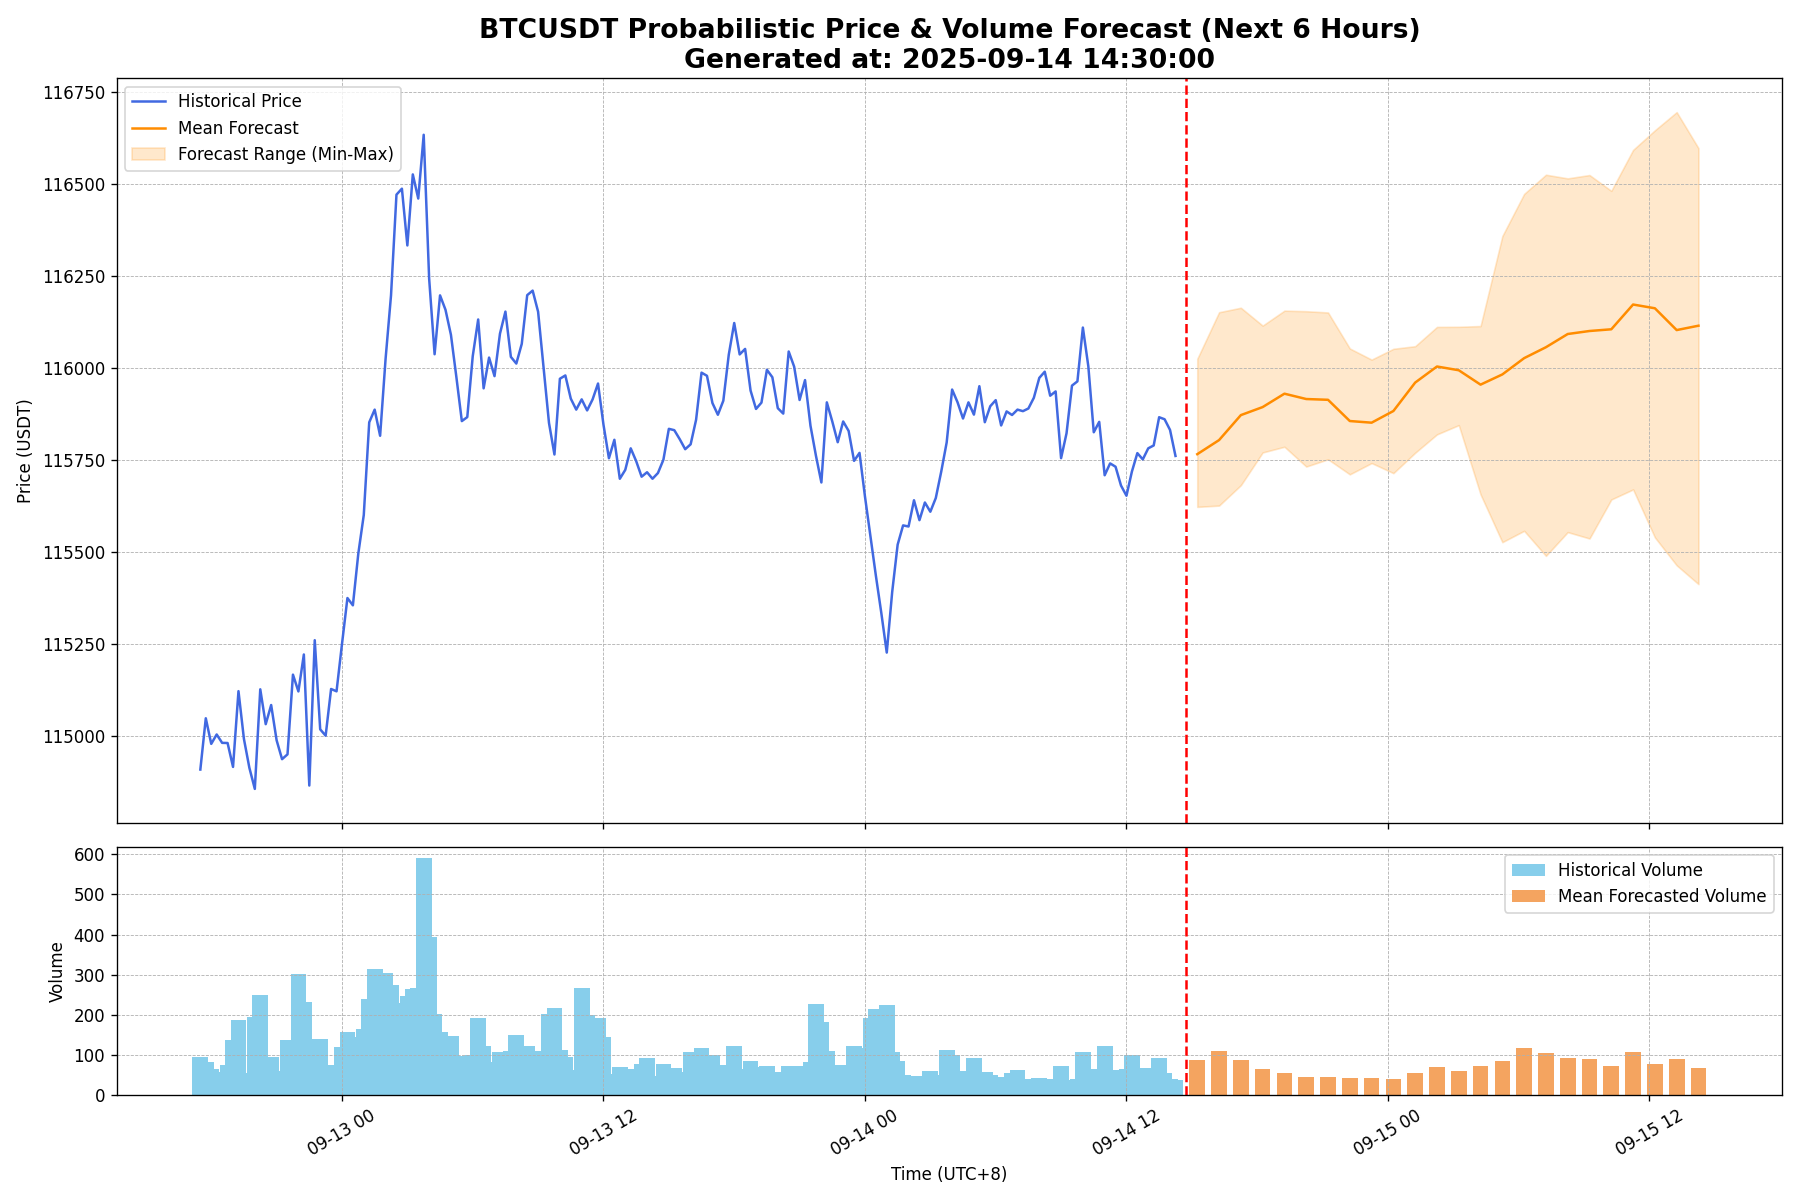 BTCUSDT Probabilistic Price & Volume Forecast (Next 6 Hours)
Generated at: 2025-09-14 14:30:00
Historical Price
Mean Forecast
Forecast Range (Min-Max)
116750
116500
116250
116000
115750
115500
115250
115000
Price (USDT)
Historical Volume
Mean Forecasted Volume
600
500
400
300
200
100
0
Volume
09-13 00
09-13 12
09-14 00
09-14 12
09-15 00
09-15 12
Time (UTC+8)